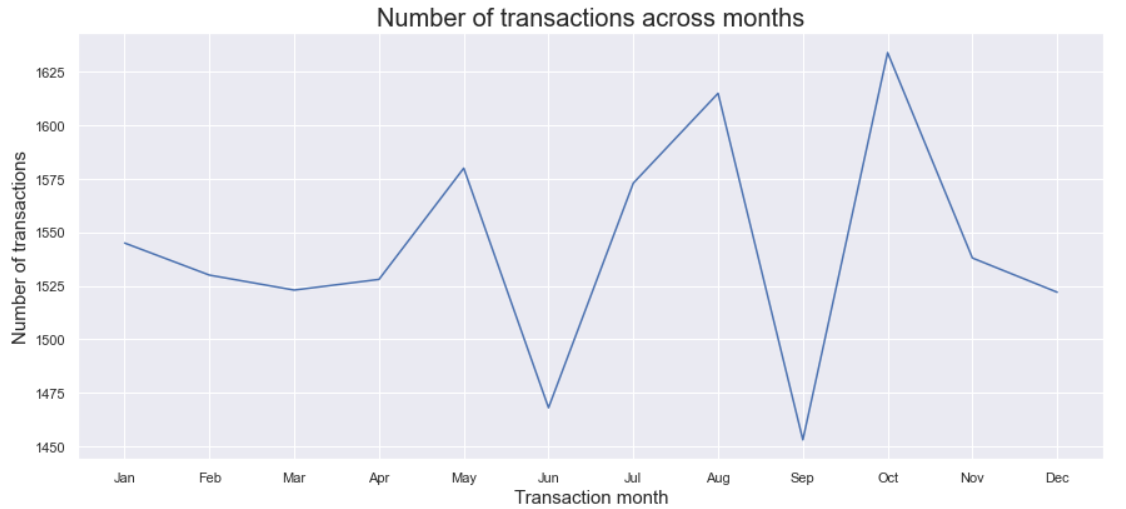 Number of transactions across months
Number of transactions
1625
1600
1575
1550
1525
1500
1475
1450
Jan Feb Mar Apr May Jun Jul Aug Sep Oct Nov Dec
Transaction month